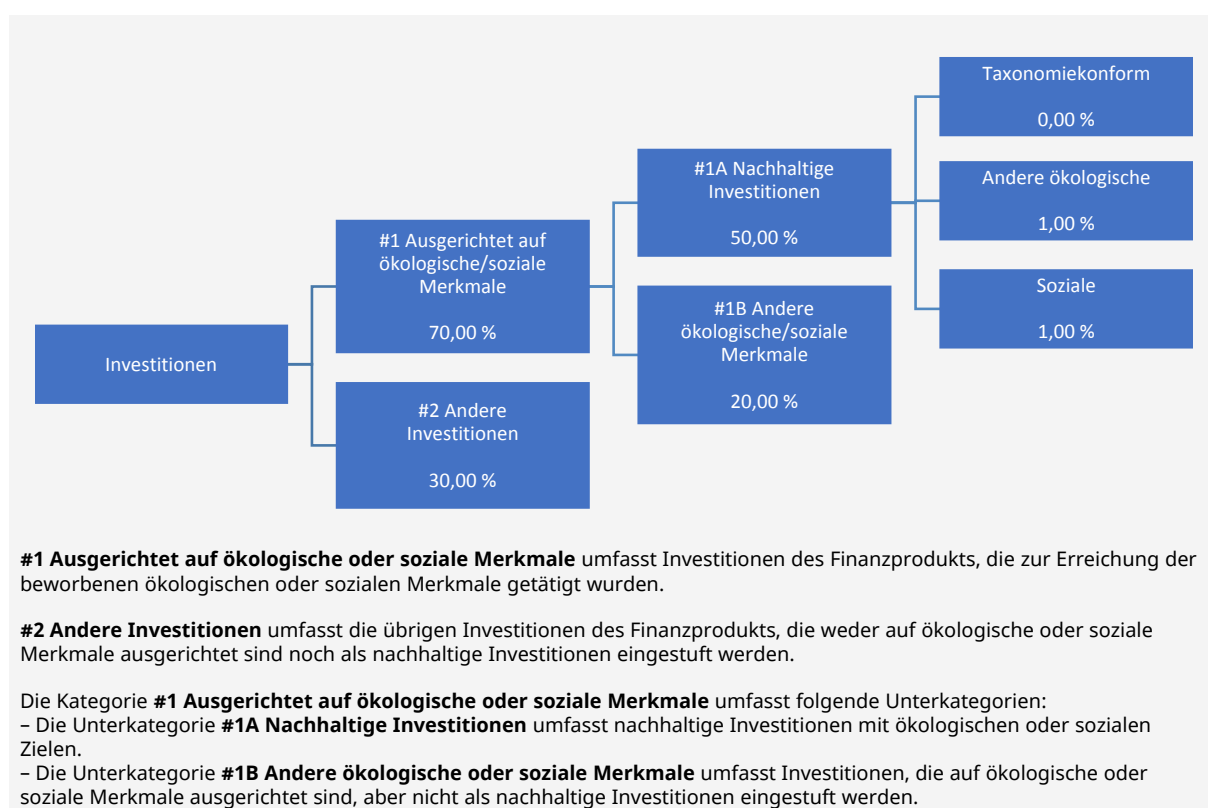 Taxonomiekonform
0,00 %
#1A Nachhaltige
Investitionen
50,00 %
Andere ökologische
1,00 %
#1 Ausgerichtet auf
ökologische/soziale
Merkmale
70,00 %
Soziale
1,00 %
#1B Andere
ökologische/soziale
Merkmale
20,00 %
Investitionen
#2 Andere
Investitionen
30,00 %
#1 Ausgerichtet auf ökologische oder soziale Merkmale umfasst Investitionen des Finanzprodukts, die zur Erreichung der
beworbenen ökologischen oder sozialen Merkmale getätigt wurden.
#2 Andere Investitionen umfasst die übrigen Investitionen des Finanzprodukts, die weder auf ökologische oder soziale
Merkmale ausgerichtet sind noch als nachhaltige Investitionen eingestuft werden.
Die Kategorie #1 Ausgerichtet auf ökologische oder soziale Merkmale umfasst folgende Unterkategorien:
– Die Unterkategorie #1A Nachhaltige Investitionen umfasst nachhaltige Investitionen mit ökologischen oder sozialen
Zielen.
– Die Unterkategorie #1B Andere ökologische oder soziale Merkmale umfasst Investitionen, die auf ökologische oder
soziale Merkmale ausgerichtet sind, aber nicht als nachhaltige Investitionen eingestuft werden.